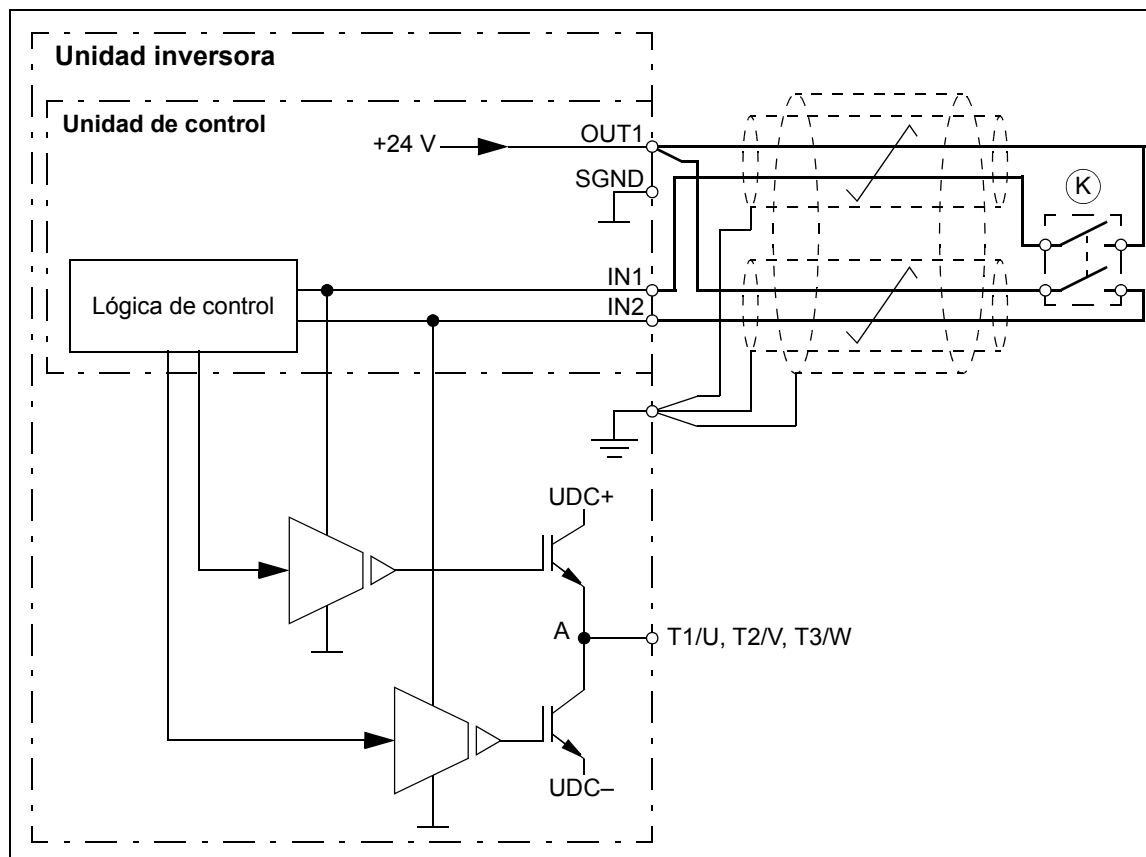 Unidad inversora
Unidad de control
+24 V
OUT1
SGND
K
IN1
IN2
Lógica de control
UDC+
A
T1/U, T2/V, T3/W
UDC–